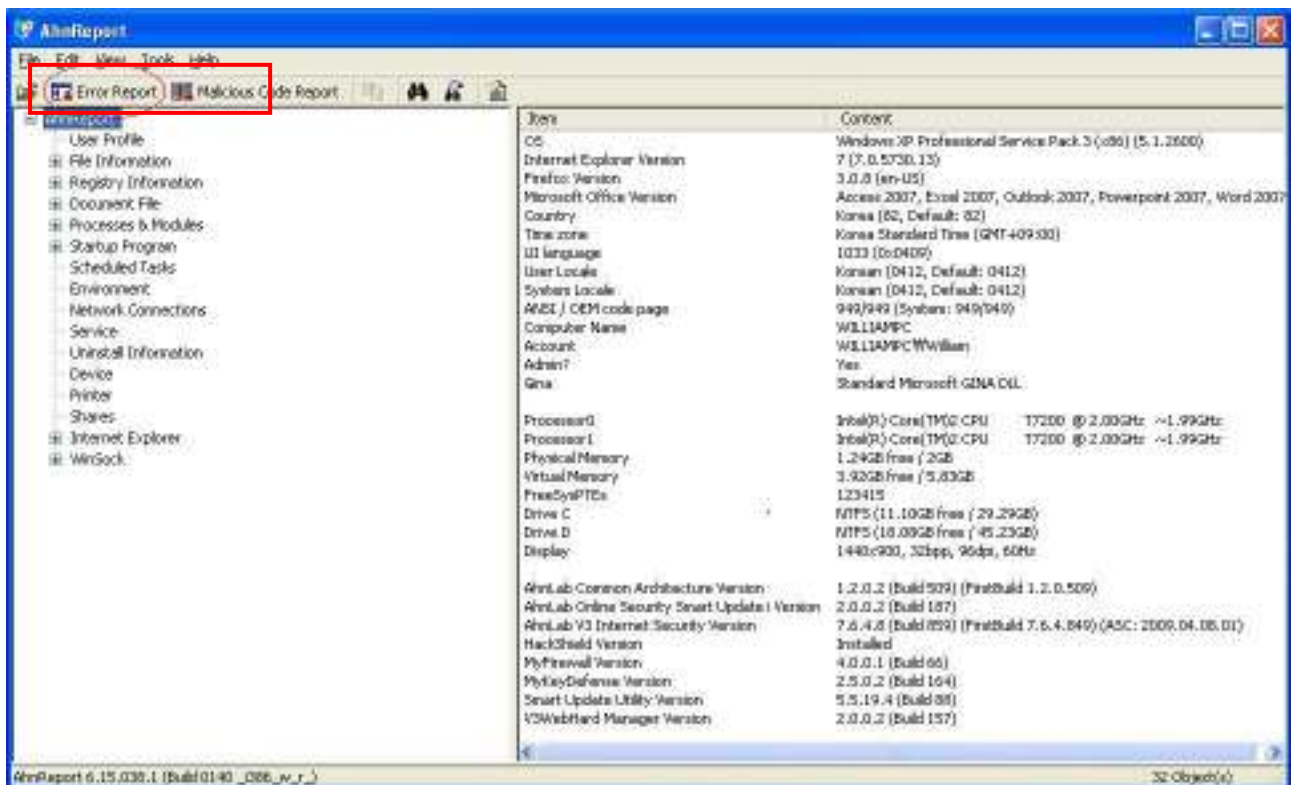 AhnReport
File Edit View Tools Help
Error Report Malicious Code Report
AhnReport
User Profile
File Information
Registry Information
Document File
Processes & Modules
Startup Program
Scheduled Tasks
Environment
Network Connections
Service
Uninstall Information
Device
Printer
Shares
Internet Explorer
WinSock
Item Content
OS Windows XP Professional Service Pack 3 (x86) (5.1.2600)
Internet Explorer Version 7 (7.0.5730.13)
Firefox Version 3.0.8 (en-US)
Microsoft Office Version Access 2007, Excel 2007, Outlook 2007, Powerpoint 2007, Word 2007
Country Korea (82, Default: 82)
Time zone Korea Standard Time (GMT+09:00)
UI language 1033 (0x0409)
User Locale Korean (0412, Default: 0412)
System Locale Korean (0412, Default: 0412)
ANSI / OEM code page 949/949 (System: 949/949)
Computer Name WILLIAMPC
Account WILLIAMPC₩William
Admin? Yes
Gina Standard Microsoft GINA DLL
Processor0 Intel(R) Core(TM)2 CPU T7200 @ 2.00GHz ~1.99GHz
Processor1 Intel(R) Core(TM)2 CPU T7200 @ 2.00GHz ~1.99GHz
Physical Memory 1.24GB free / 2GB
Virtual Memory 3.92GB free / 5.83GB
FreeSysPTEs 123415
Drive C NTFS (11.10GB free / 29.29GB)
Drive D NTFS (18.08GB free / 45.23GB)
Display 1440x900, 32bpp, 96dpi, 60Hz
AhnLab Common Architecture Version 1.2.0.2 (Build 509) (FirstBuild 1.2.0.509)
AhnLab Online Security Smart Update i Version 2.0.0.2 (Build 187)
AhnLab V3 Internet Security Version 7.6.4.8 (Build 859) (FirstBuild 7.6.4.849) (ASC: 2009.04.08.01)
HackShield Version Installed
MyFirewall Version 4.0.0.1 (Build 66)
MyKeyDefense Version 2.5.0.2 (Build 164)
Smart Update Utility Version 5.5.19.4 (Build 88)
V3WebHard Manager Version 2.0.0.2 (Build 157)
AhnReport 6.15.038.1 (Build 0140 _i386_w_r_) 32 Object(s)